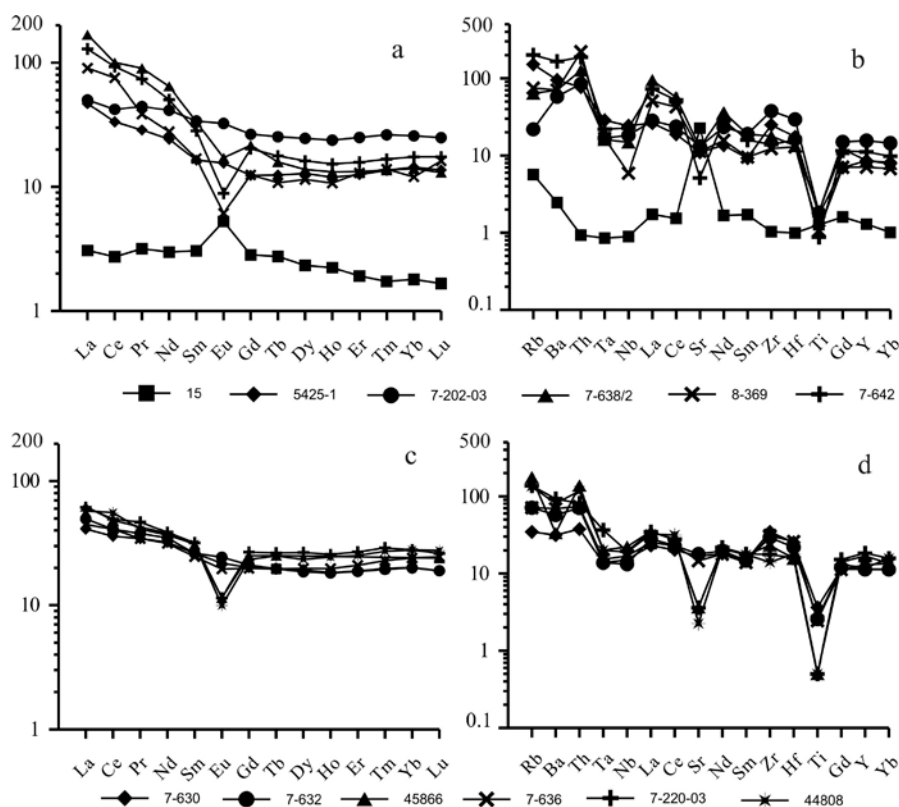 a
200
100
10
1
La Ce Pr Nd Sm Eu Gd Tb Dy Ho Er Tm Yb Lu
b
500
100
10
1
0.1
Rb Ba Th Ta Nb La Ce Sr Nd Sm Zr Hf Ti Gd Y Yb
15 5425-1 7-202-03 7-638/2 8-369 7-642
c
200
100
10
1
La Ce Pr Nd Sm Eu Gd Tb Dy Ho Er Tm Yb Lu
d
500
100
10
1
0.1
Rb Ba Th Ta Nb La Ce Sr Nd Sm Zr Hf Ti Gd Y Yb
7-630 7-632 45866 7-636 7-220-03 44808